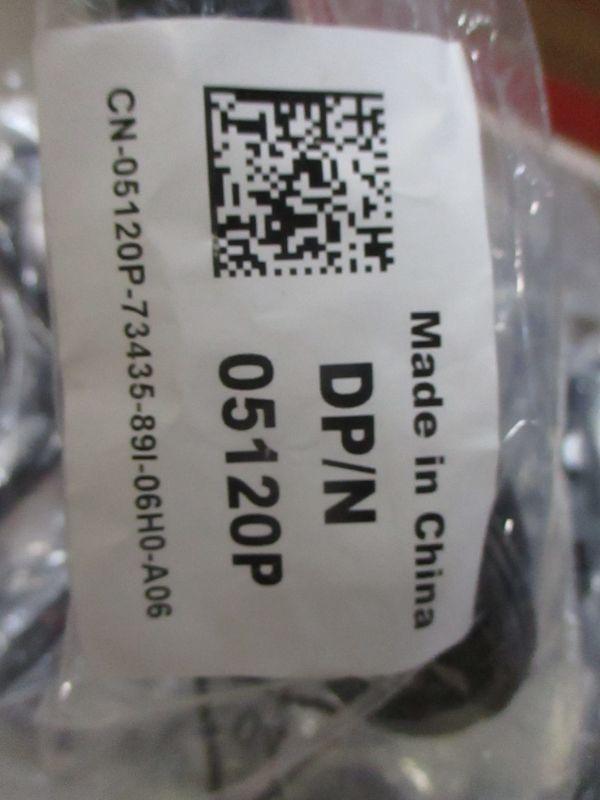 Made in China
DP/N
05120P
CN-05120P-73435-89I-06H0-A06